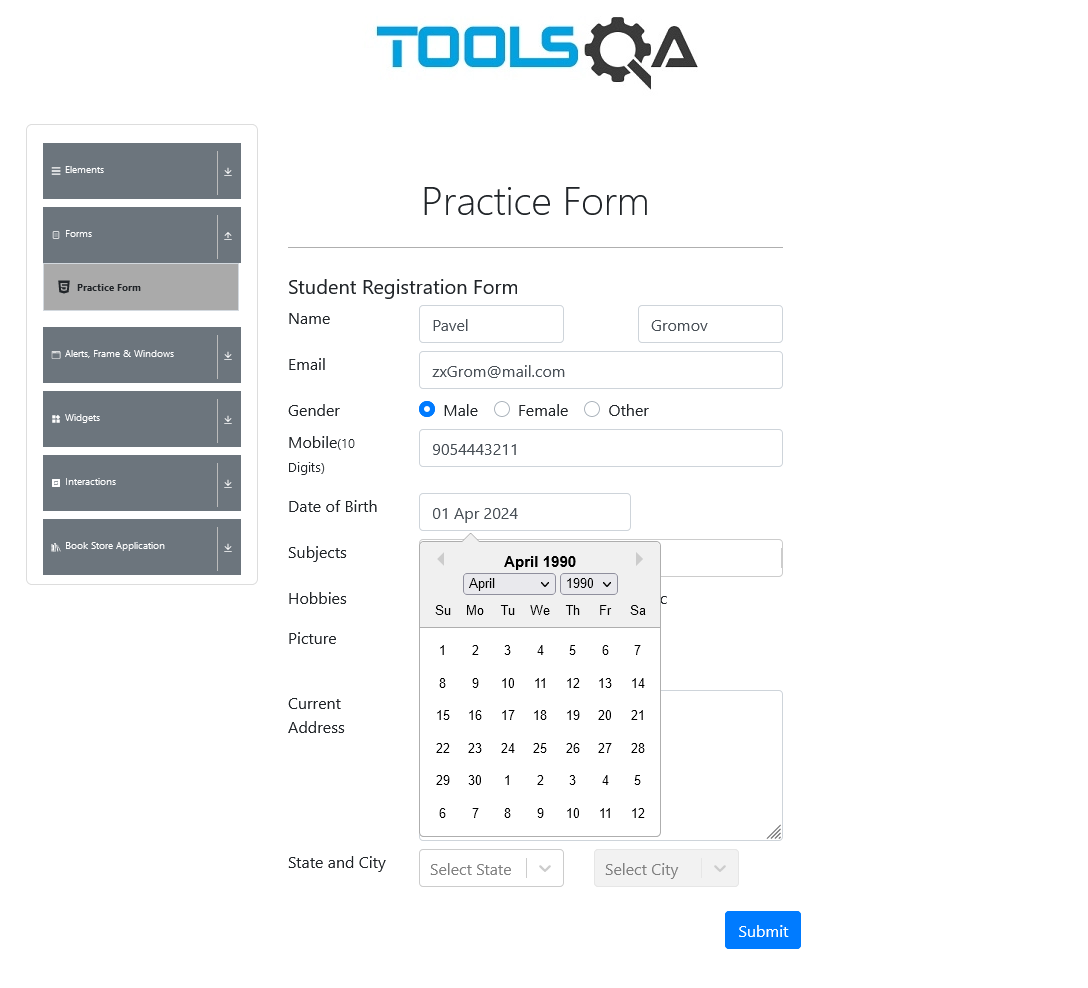 TOOLSQA
Elements
Forms
Practice Form
Alerts, Frame & Windows
Widgets
Interactions
Book Store Application
Practice Form
Student Registration Form
Name Pavel Gromov
Email zxGrom@mail.com
Gender Male Female Other
Mobile(10 Digits) 9054443211
Date of Birth 01 Apr 2024
Subjects
Hobbies c
Picture
Current
Address
April 1990
April 1990
Su Mo Tu We Th Fr Sa
1 2 3 4 5 6 7
8 9 10 11 12 13 14
15 16 17 18 19 20 21
22 23 24 25 26 27 28
29 30 1 2 3 4 5
6 7 8 9 10 11 12
State and City Select State Select City
Submit